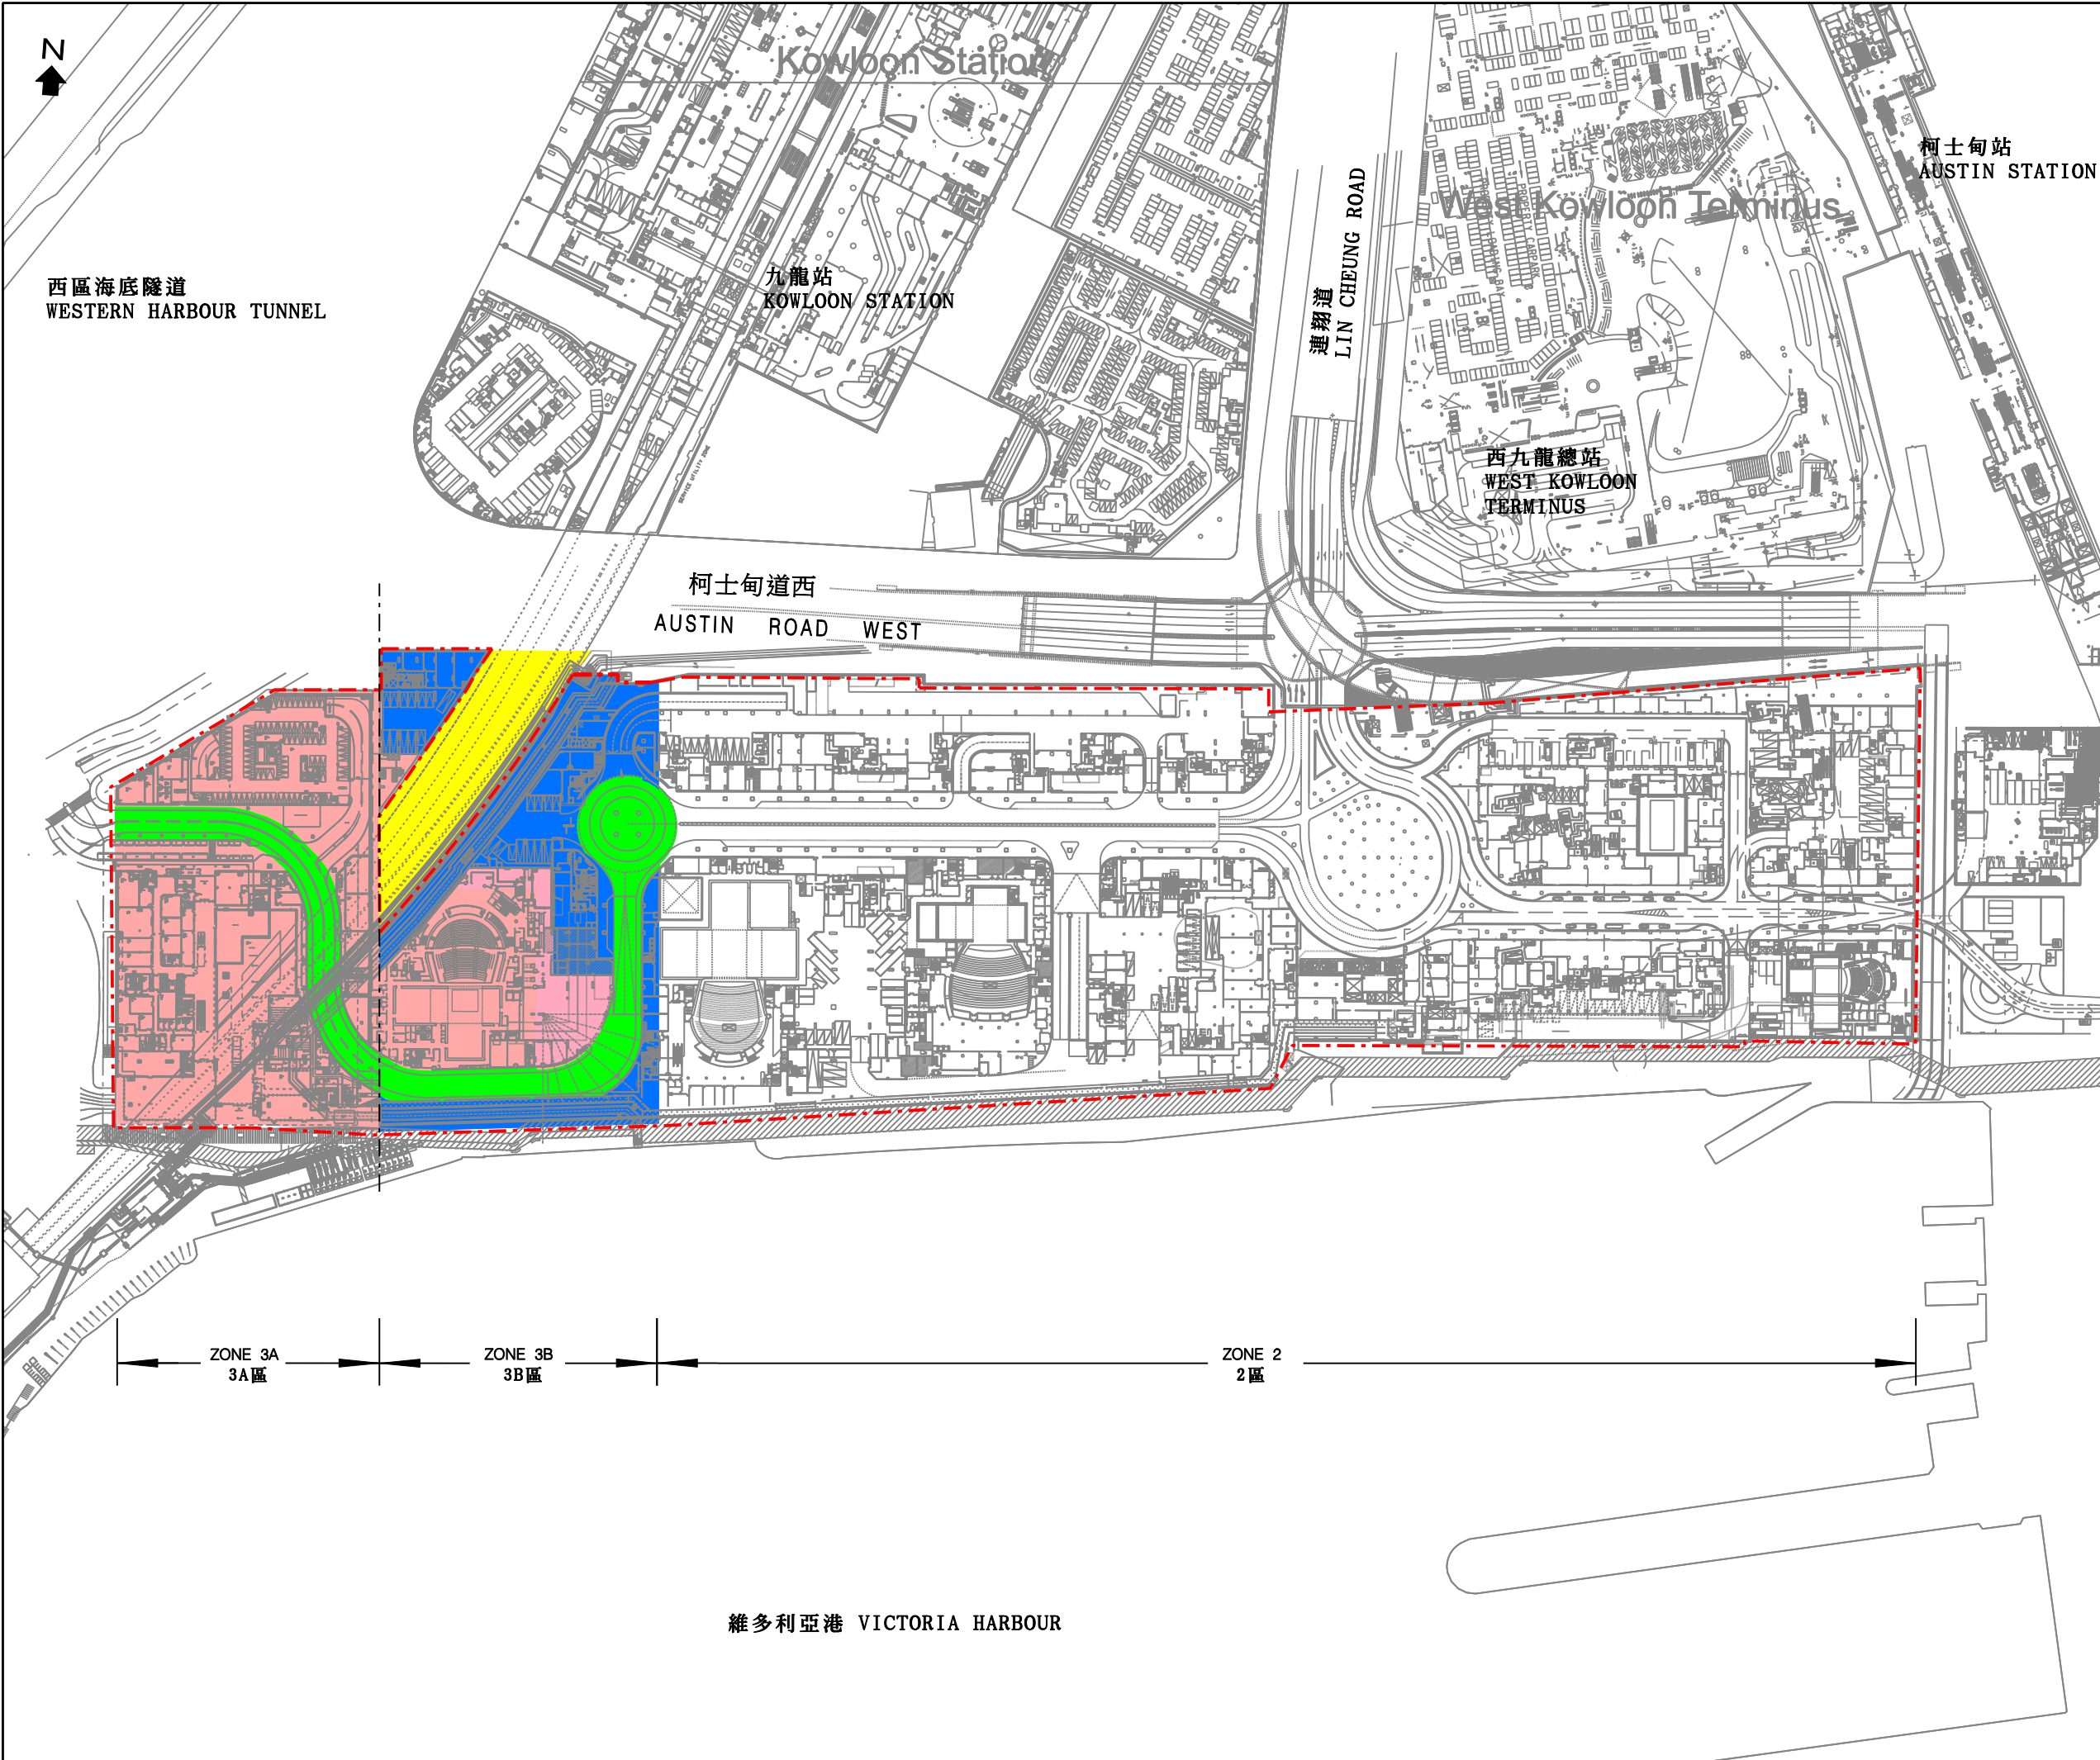 N
Kowloon Station
柯士甸站
AUSTIN STATION
West Kowloon Terminus
西區海底隧道
WESTERN HARBOUR TUNNEL
九龍站
KOWLOON STATION
連翔道
LIN CHEUNG ROAD
西九龍總站
WEST KOWLOON
TERMINUS
SERVICE UTILITY ZONE
柯士甸道西
AUSTIN ROAD WEST
ZONE 3A
3A區
ZONE 3B
3B區
ZONE 2
2區
維多利亞港 VICTORIA HARBOUR